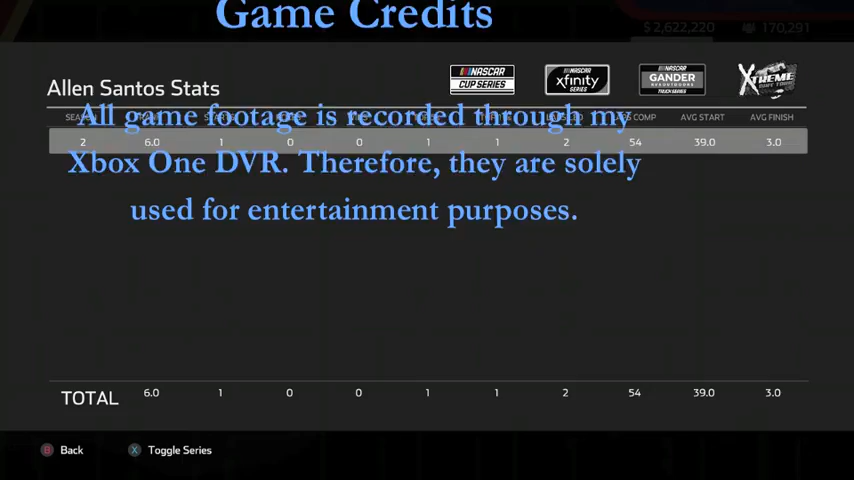 Game Credits
$ 2,622,220 170,291
Allen Santos Stats
NASCAR CUP SERIES
NASCAR xfinity SERIES
NASCAR GANDER TRUCK SERIES
XTREME DIRT TOUR
All game footage is recorded through my
COMP AVG START AVG FINISH
2 6.0 1 0 0 1 1 2 54 39.0 3.0
Xbox One DVR. Therefore, they are solely
used for entertainment purposes.
TOTAL 6.0 1 0 0 1 1 2 54 39.0 3.0
B Back X Toggle Series